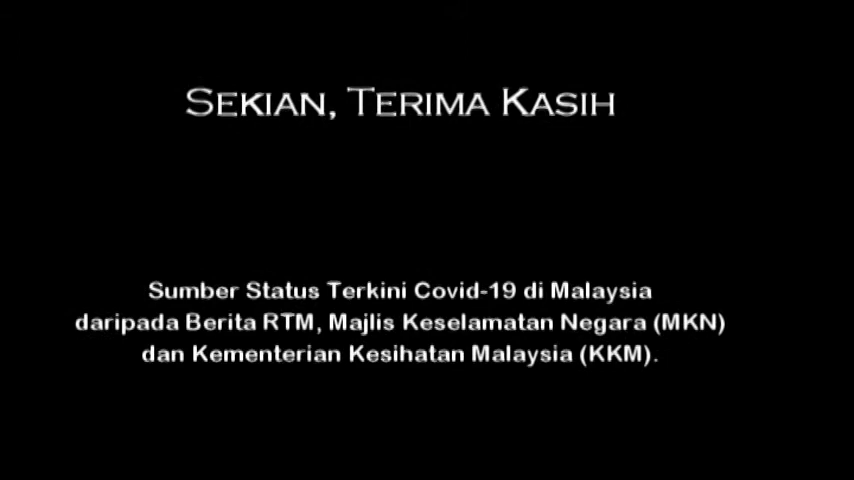 SEKIAN, TERIMA KASIH
Sumber Status Terkini Covid-19 di Malaysia
daripada Berita RTM, Majlis Keselamatan Negara (MKN)
dan Kementerian Kesihatan Malaysia (KKM).